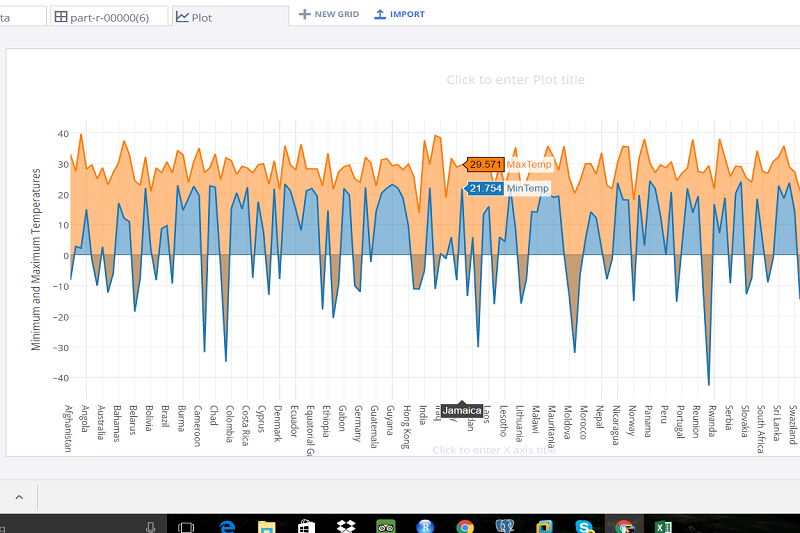 ta
part-r-00000(6)
Plot
NEW GRID
IMPORT
Click to enter Plot title
Minimum and Maximum Temperatures
40
30
20
10
0
−10
−20
−30
−40
29.571 MaxTemp
21.754 MinTemp
Afghanistan
Angola
Australia
Bahamas
Belarus
Bolivia
Brazil
Burma
Cameroon
Chad
Colombia
Costa Rica
Cyprus
Denmark
Ecuador
Equatorial Gu
Ethiopia
Gabon
Germany
Guatemala
Guyana
Hong Kong
India
Iraq
Jamaica
Laos
Lesotho
Lithuania
Malawi
Mauritania
Moldova
Morocco
Nepal
Nicaragua
Norway
Panama
Peru
Portugal
Reunion
Rwanda
Serbia
Slovakia
South Africa
Sri Lanka
Swaziland
Click to enter X axis title